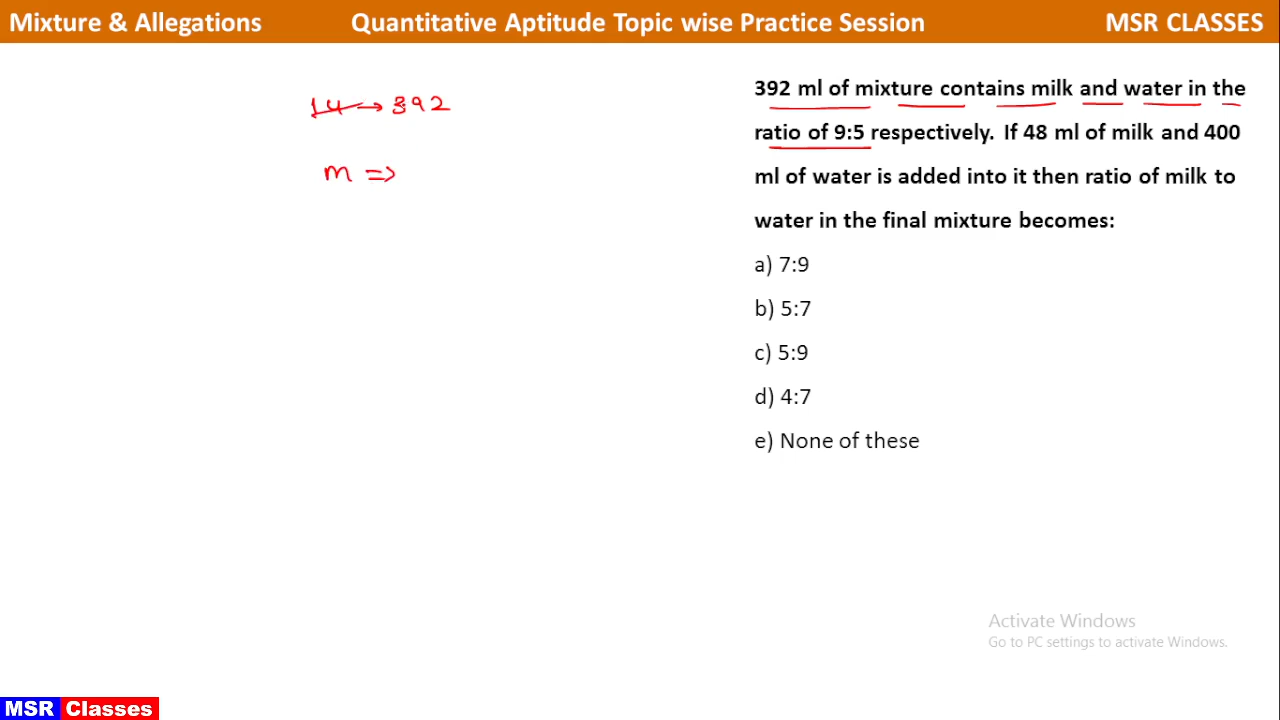 Mixture & Allegations Quantitative Aptitude Topic wise Practice Session MSR CLASSES
14 → 392
m ⇒
392 ml of mixture contains milk and water in the
ratio of 9:5 respectively. If 48 ml of milk and 400
ml of water is added into it then ratio of milk to
water in the final mixture becomes:
a) 7:9
b) 5:7
c) 5:9
d) 4:7
e) None of these
Activate Windows
Go to PC settings to activate Windows.
MSR Classes